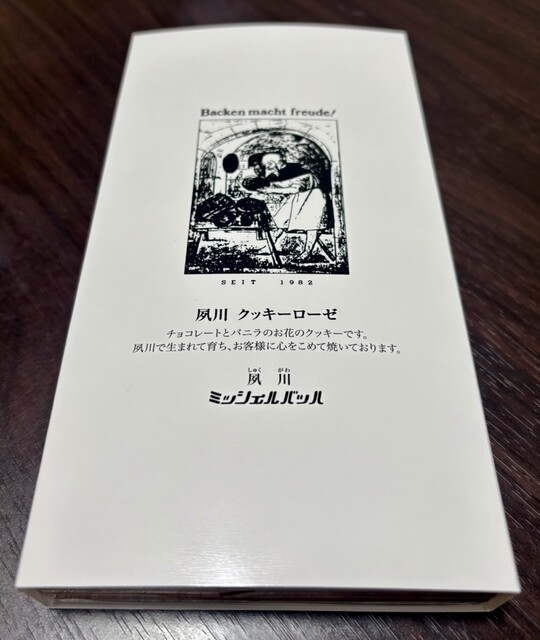 Backen macht freude!
SEIT 1982
夙川 クッキーローゼ
チョコレートとバニラのお花のクッキーです。
夙川で生まれて育ち、お客様に心をこめて焼いております。
しゅく がわ
夙川
ミッシェルバッハ